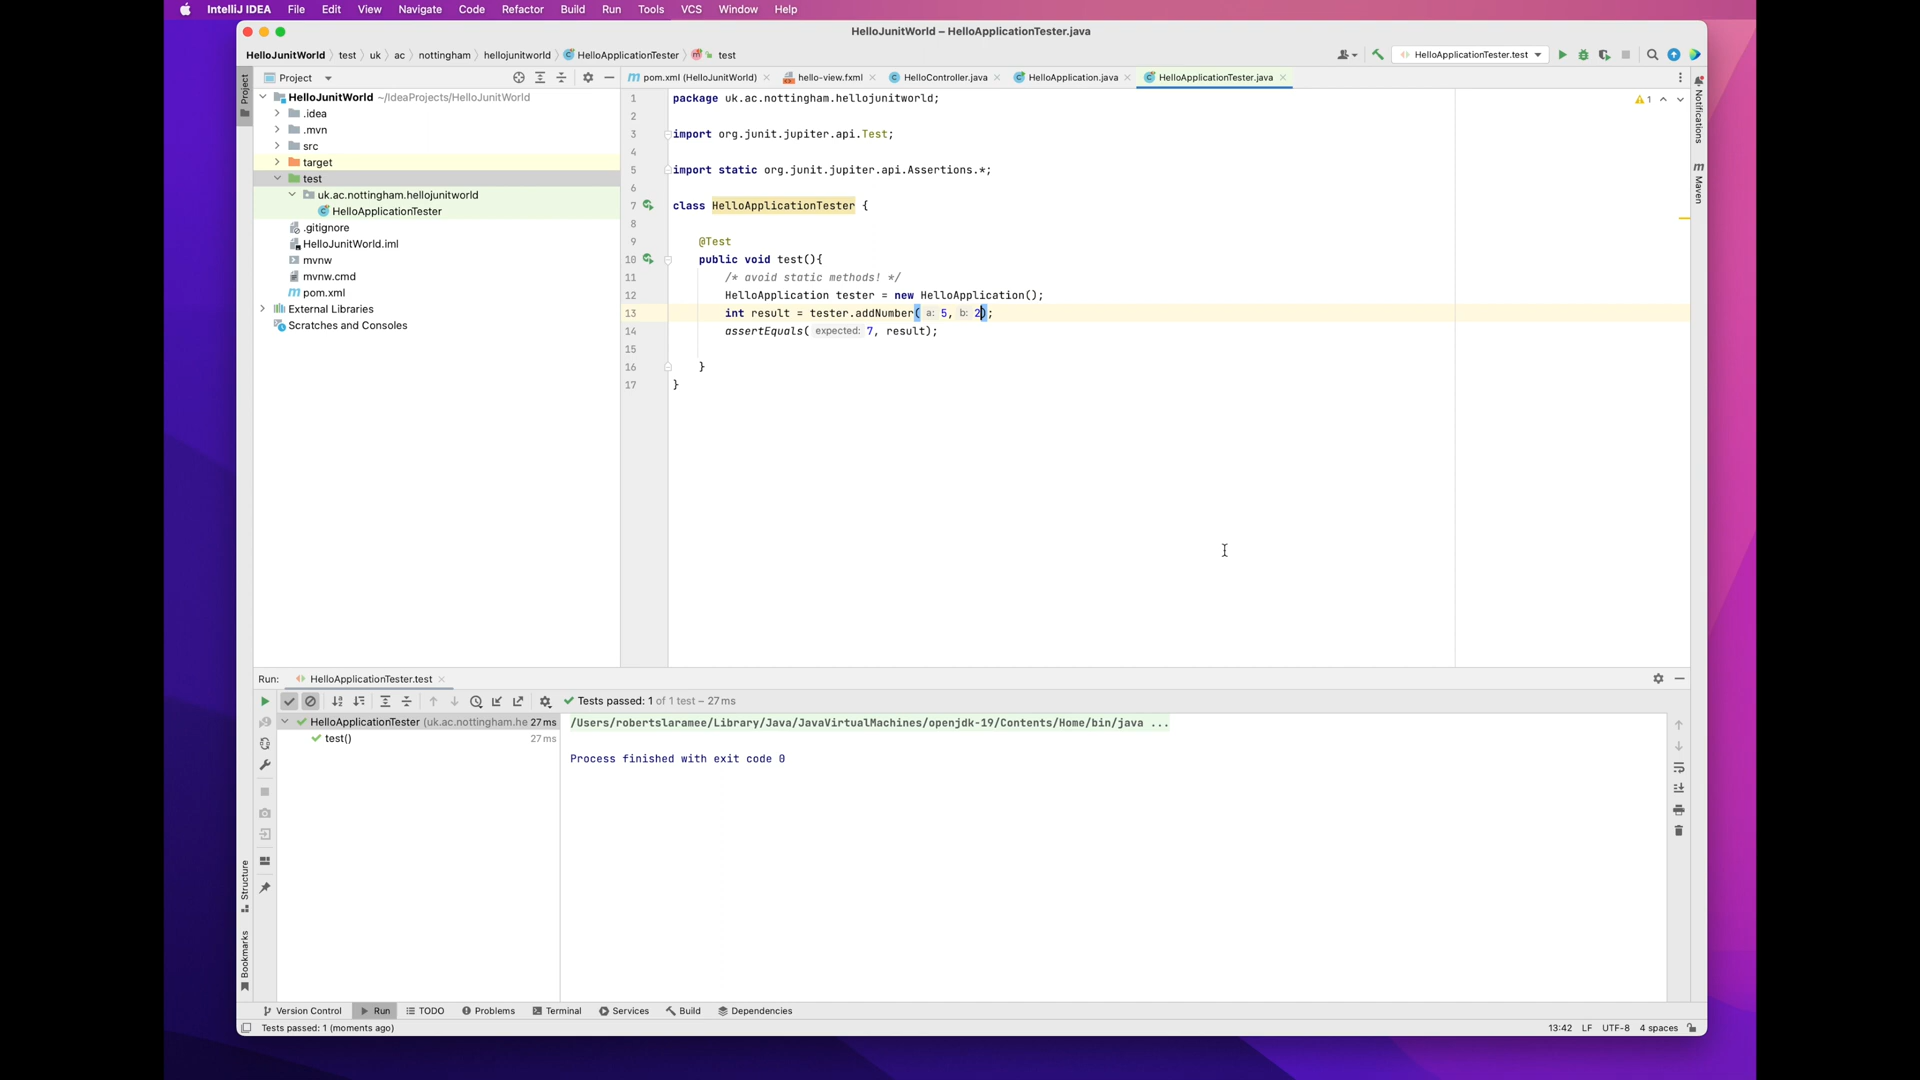 IntelliJ IDEA File Edit View Navigate Code Refactor Build Run Tools VCS Window Help
HelloJunitWorld – HelloApplicationTester.java
HelloJunitWorld test uk ac nottingham hellojunitworld HelloApplicationTester test
HelloApplicationTester.test
Project
pom.xml (HelloJunitWorld) hello-view.fxml HelloController.java HelloApplication.java HelloApplicationTester.java
Project
HelloJunitWorld ~/IdeaProjects/HelloJunitWorld
.idea
.mvn
src
target
test
uk.ac.nottingham.hellojunitworld
HelloApplicationTester
.gitignore
HelloJunitWorld.iml
mvnw
mvnw.cmd
pom.xml
External Libraries
Scratches and Consoles
1 package uk.ac.nottingham.hellojunitworld;
2
3 import org.junit.jupiter.api.Test;
4
5 import static org.junit.jupiter.api.Assertions.*;
6
7 class HelloApplicationTester {
8
9 @Test
10 public void test(){
11 /* avoid static methods! */
12 HelloApplication tester = new HelloApplication();
13 int result = tester.addNumber( a: 5, b: 2);
14 assertEquals( expected: 7, result);
15
16 }
17 }
1
Notifications
Maven
Run: HelloApplicationTester.test
Tests passed: 1 of 1 test – 27 ms
HelloApplicationTester (uk.ac.nottingham.he 27 ms
test() 27 ms
/Users/robertslaramee/Library/Java/JavaVirtualMachines/openjdk-19/Contents/Home/bin/java ...
Process finished with exit code 0
Structure
Bookmarks
Version Control Run TODO Problems Terminal Services Build Dependencies
Tests passed: 1 (moments ago)
13:42 LF UTF-8 4 spaces